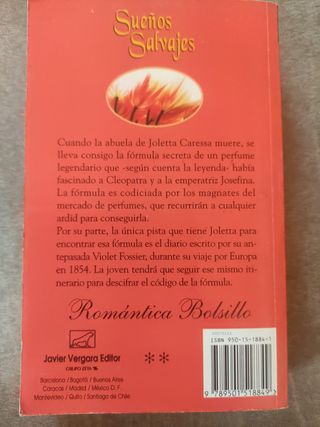 Sueños
Salvajes
Cuando la abuela de Joletta Caressa muere, se
lleva consigo la fórmula secreta de un perfume
legendario que -según cuenta la leyenda- había
fascinado a Cleopatra y a la emperatriz Josefina.
La fórmula es codiciada por los magnates del
mercado de perfumes, que recurrirán a cualquier
ardid para conseguirla.
Por su parte, la única pista que tiene Joletta para
encontrar esa fórmula es el diario escrito por su an-
tepasada Violet Fossier, durante su viaje por Europa
en 1854. La joven tendrá que seguir ese mismo iti-
nerario para descifrar el código de la fórmula.
Romántica Bolsillo
Javier Vergara Editor
GRUPO ZETA
Barcelona / Bogotá / Buenos Aires
Caracas / Madrid / México D. F.
Montevideo / Quito / Santiago de Chile
**
ISBN 950-15-1884-1
9 789501 518849